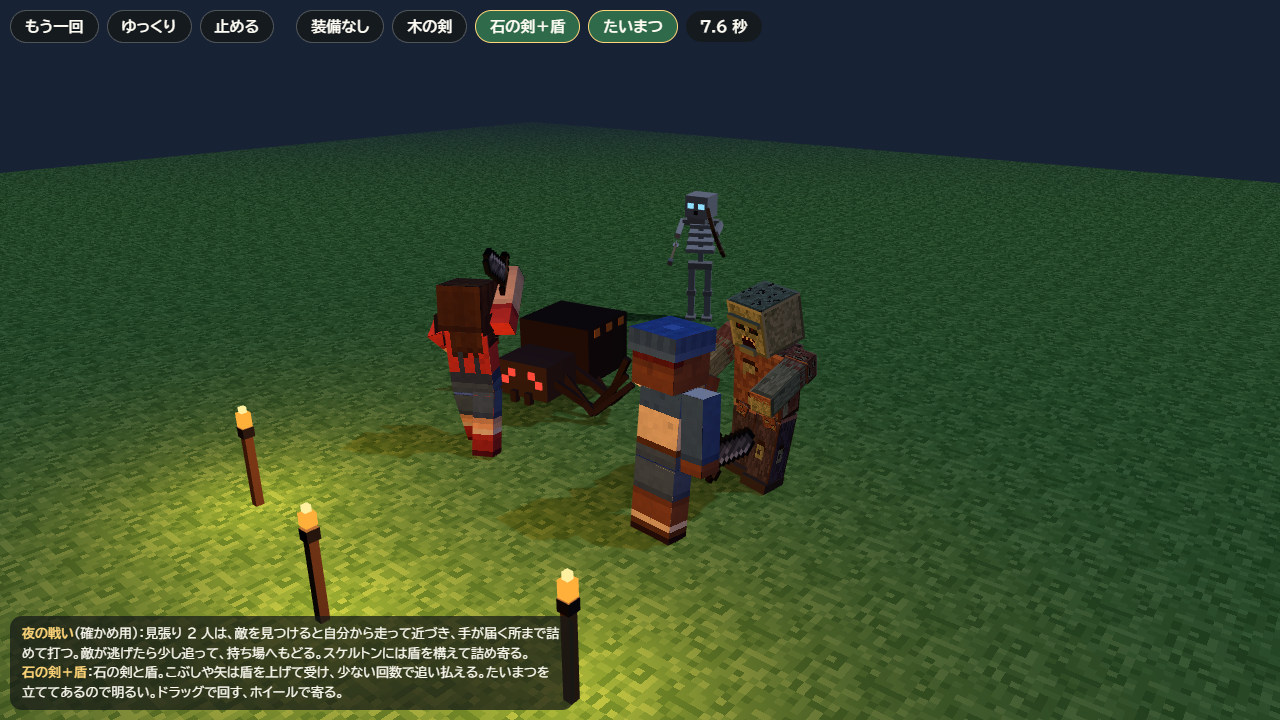 もう一回 ゆっくり 止める 装備なし 木の剣 石の剣＋盾 たいまつ 7.6 秒
夜の戦い（確かめ用）：見張り 2 人は、敵を見つけると自分から走って近づき、手が届く所まで詰
めて打つ。敵が逃げたら少し追って、持ち場へもどる。スケルトンには盾を構えて詰め寄る。
石の剣＋盾：石の剣と盾。こぶしや矢は盾を上げて受け、少ない回数で追い払える。たいまつを
立ててあるので明るい。ドラッグで回す、ホイールで寄る。